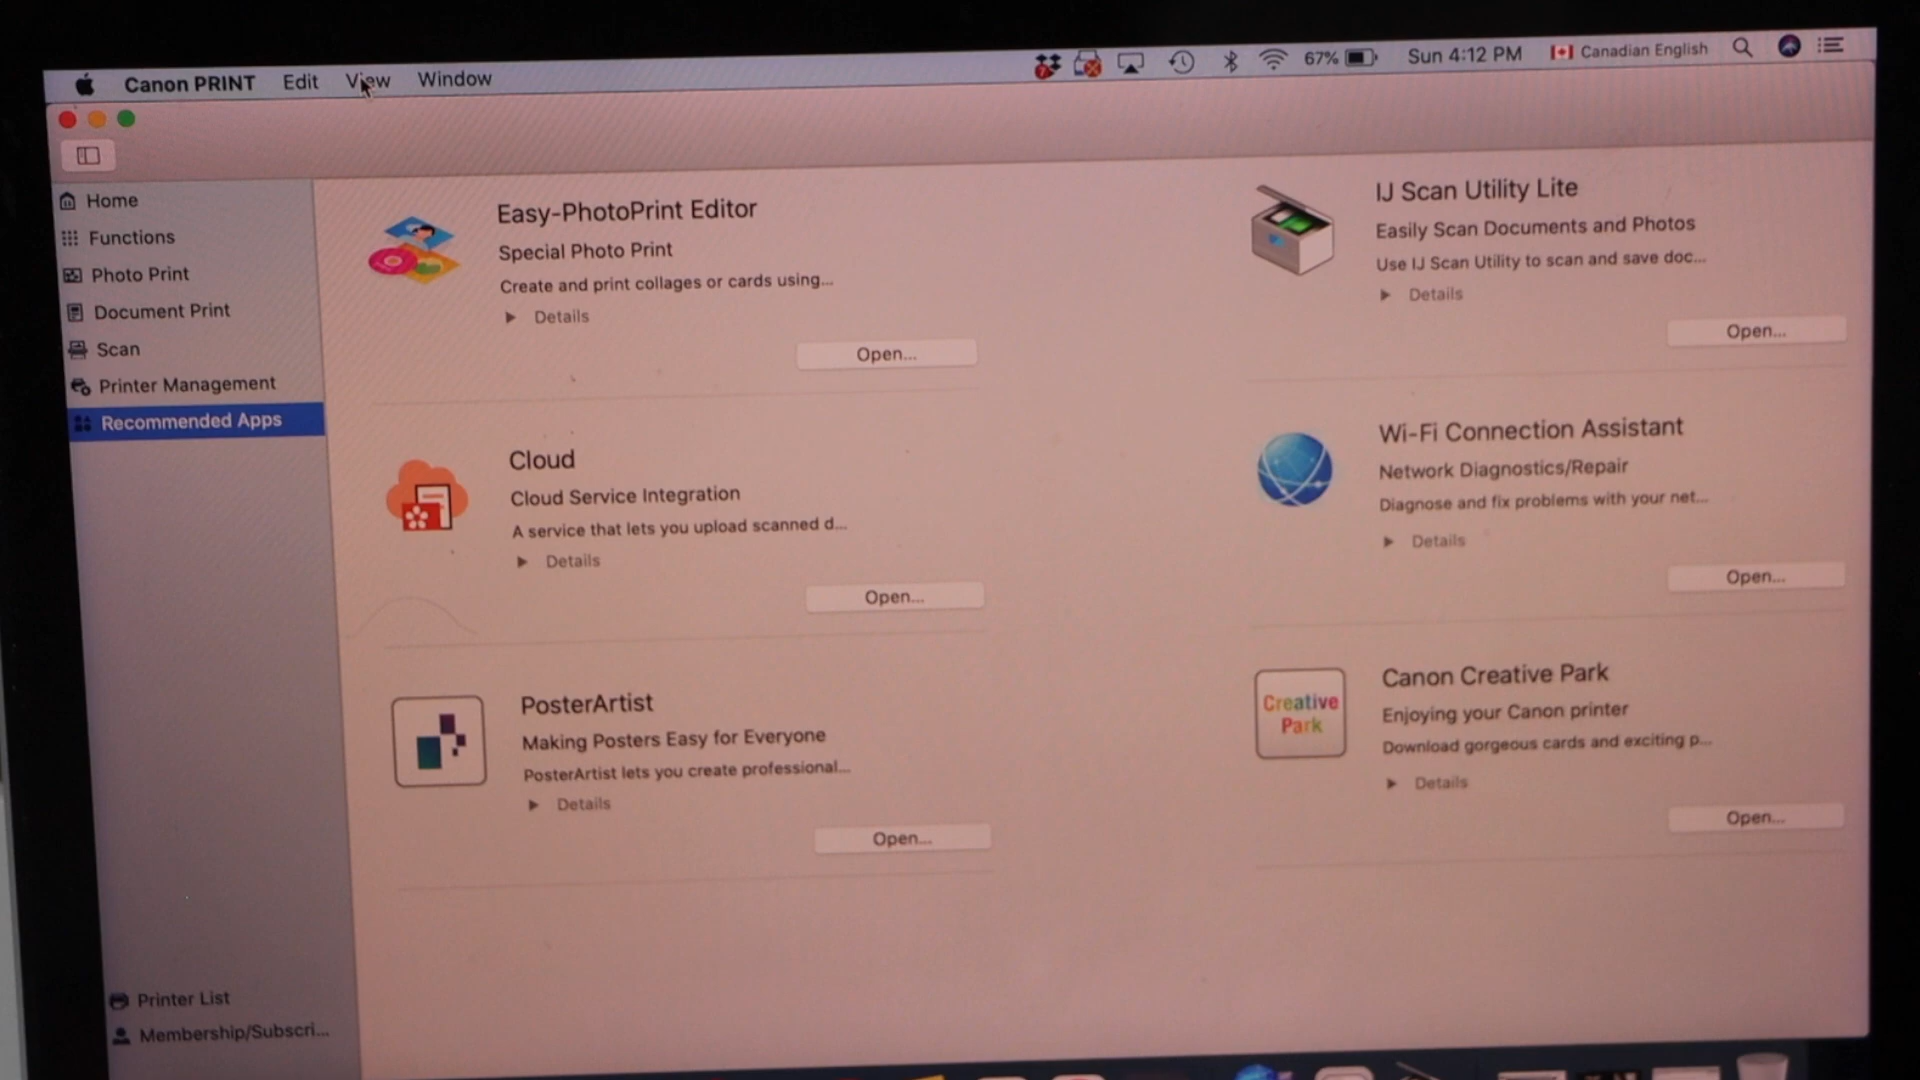 Canon PRINT Edit View Window 67% Sun 4:12 PM Canadian English
Home
Functions
Photo Print
Document Print
Scan
Printer Management
Recommended Apps
Printer List
Membership/Subscri...
Easy-PhotoPrint Editor
Special Photo Print
Create and print collages or cards using...
Details
Open...
IJ Scan Utility Lite
Easily Scan Documents and Photos
Use IJ Scan Utility to scan and save doc...
Details
Open...
Cloud
Cloud Service Integration
A service that lets you upload scanned d...
Details
Open...
Wi-Fi Connection Assistant
Network Diagnostics/Repair
Diagnose and fix problems with your net...
Details
Open...
PosterArtist
Making Posters Easy for Everyone
PosterArtist lets you create professional...
Details
Open...
Creative
Park
Canon Creative Park
Enjoying your Canon printer
Download gorgeous cards and exciting p...
Details
Open...